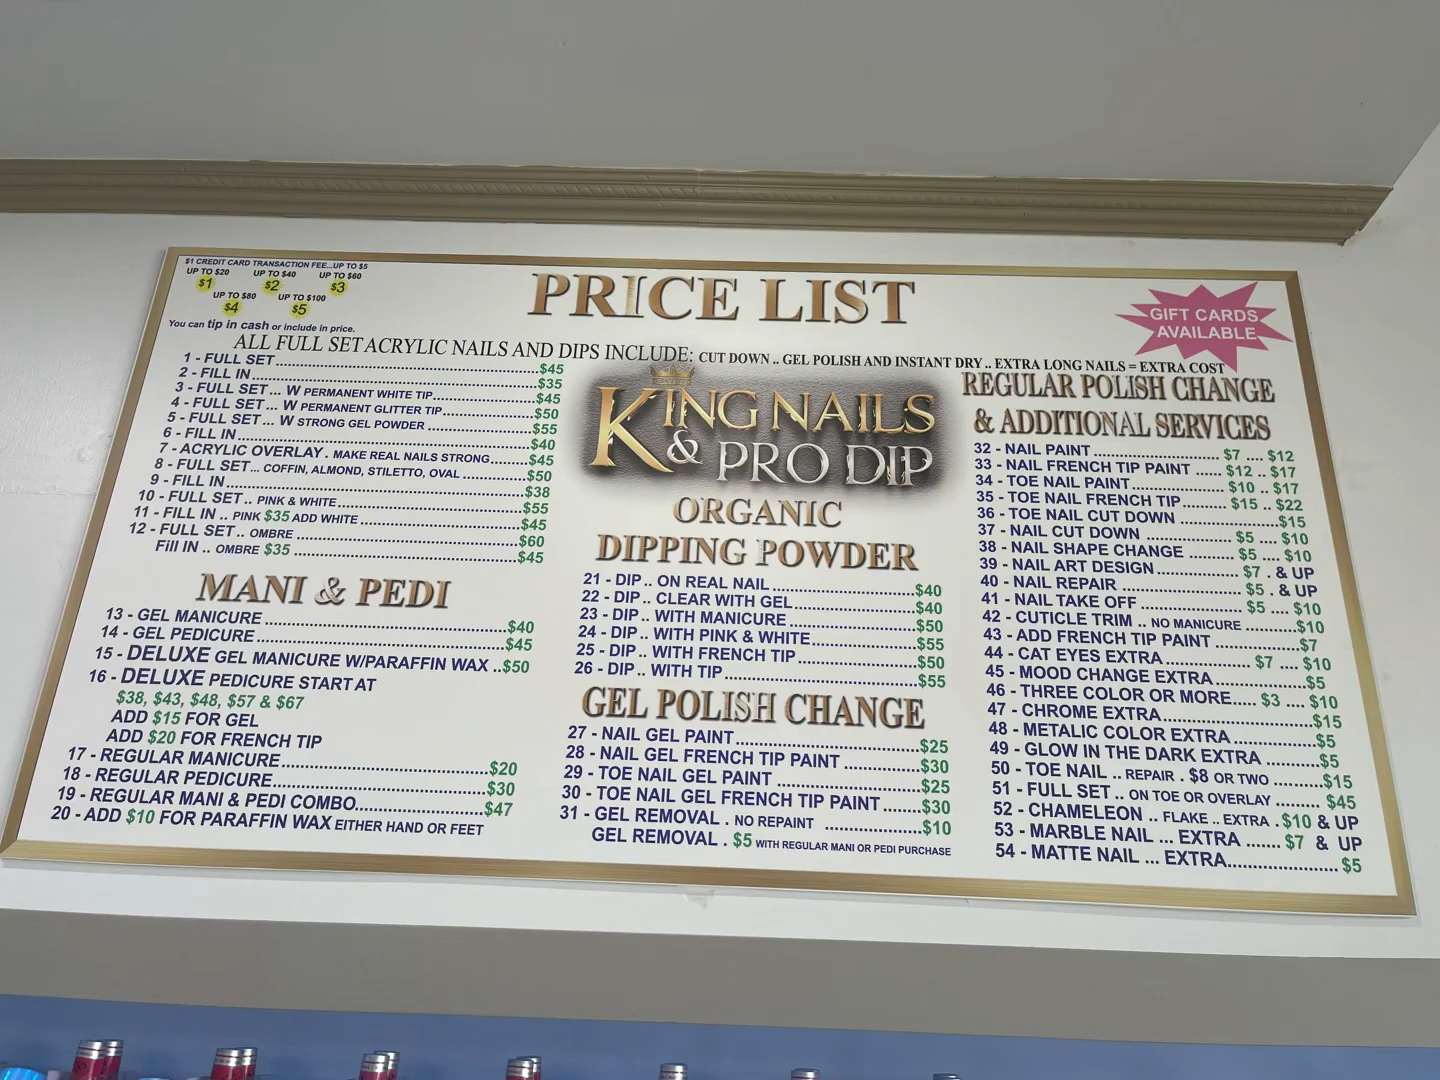 $1 CREDIT CARD TRANSACTION FEE...UP TO $5
UP TO $20 UP TO $40 UP TO $60
$1 $2 $3
UP TO $80 UP TO $100
$4 $5
You can tip in cash or include in price.
PRICE LIST
GIFT CARDS
AVAILABLE
ALL FULL SET ACRYLIC NAILS AND DIPS INCLUDE: CUT DOWN .. GEL POLISH AND INSTANT DRY .. EXTRA LONG NAILS = EXTRA COST
1 - FULL SET $45
2 - FILL IN $35
3 - FULL SET... W PERMANENT WHITE TIP $45
4 - FULL SET... W PERMANENT GLITTER TIP $50
5 - FULL SET... W STRONG GEL POWDER $55
6 - FILL IN $40
7 - ACRYLIC OVERLAY . MAKE REAL NAILS STRONG $45
8 - FULL SET... COFFIN, ALMOND, STILETTO, OVAL $50
9 - FILL IN $38
10 - FULL SET .. PINK & WHITE $55
11 - FILL IN .. PINK $35 ADD WHITE $45
12 - FULL SET .. OMBRE $60
Fill IN .. OMBRE $35 $45
MANI & PEDI
13 - GEL MANICURE $40
14 - GEL PEDICURE $45
15 - DELUXE GEL MANICURE W/PARAFFIN WAX ..$50
16 - DELUXE PEDICURE START AT
$38, $43, $48, $57 & $67
ADD $15 FOR GEL
ADD $20 FOR FRENCH TIP
17 - REGULAR MANICURE $20
18 - REGULAR PEDICURE $30
19 - REGULAR MANI & PEDI COMBO $47
20 - ADD $10 FOR PARAFFIN WAX EITHER HAND OR FEET
KING NAILS
& PRO DIP
ORGANIC
DIPPING POWDER
21 - DIP .. ON REAL NAIL $40
22 - DIP .. CLEAR WITH GEL $40
23 - DIP .. WITH MANICURE $50
24 - DIP .. WITH PINK & WHITE $55
25 - DIP .. WITH FRENCH TIP $50
26 - DIP .. WITH TIP $55
GEL POLISH CHANGE
27 - NAIL GEL PAINT $25
28 - NAIL GEL FRENCH TIP PAINT $30
29 - TOE NAIL GEL PAINT $25
30 - TOE NAIL GEL FRENCH TIP PAINT $30
31 - GEL REMOVAL . NO REPAINT $10
GEL REMOVAL . $5 WITH REGULAR MANI OR PEDI PURCHASE
REGULAR POLISH CHANGE
& ADDITIONAL SERVICES
32 - NAIL PAINT $7 .... $12
33 - NAIL FRENCH TIP PAINT $12 .. $17
34 - TOE NAIL PAINT $10 .. $17
35 - TOE NAIL FRENCH TIP $15 .. $22
36 - TOE NAIL CUT DOWN $15
37 - NAIL CUT DOWN $5 .... $10
38 - NAIL SHAPE CHANGE $5 .... $10
39 - NAIL ART DESIGN $7 . & UP
40 - NAIL REPAIR $5 . & UP
41 - NAIL TAKE OFF $5 .... $10
42 - CUTICLE TRIM .. NO MANICURE $10
43 - ADD FRENCH TIP PAINT $7
44 - CAT EYES EXTRA $7 .... $10
45 - MOOD CHANGE EXTRA $5
46 - THREE COLOR OR MORE..... $3 .... $10
47 - CHROME EXTRA $15
48 - METALIC COLOR EXTRA $5
49 - GLOW IN THE DARK EXTRA $5
50 - TOE NAIL .. REPAIR . $8 OR TWO $15
51 - FULL SET .. ON TOE OR OVERLAY $45
52 - CHAMELEON .. FLAKE .. EXTRA . $10 & UP
53 - MARBLE NAIL ... EXTRA ....... $7 & UP
54 - MATTE NAIL ... EXTRA $5